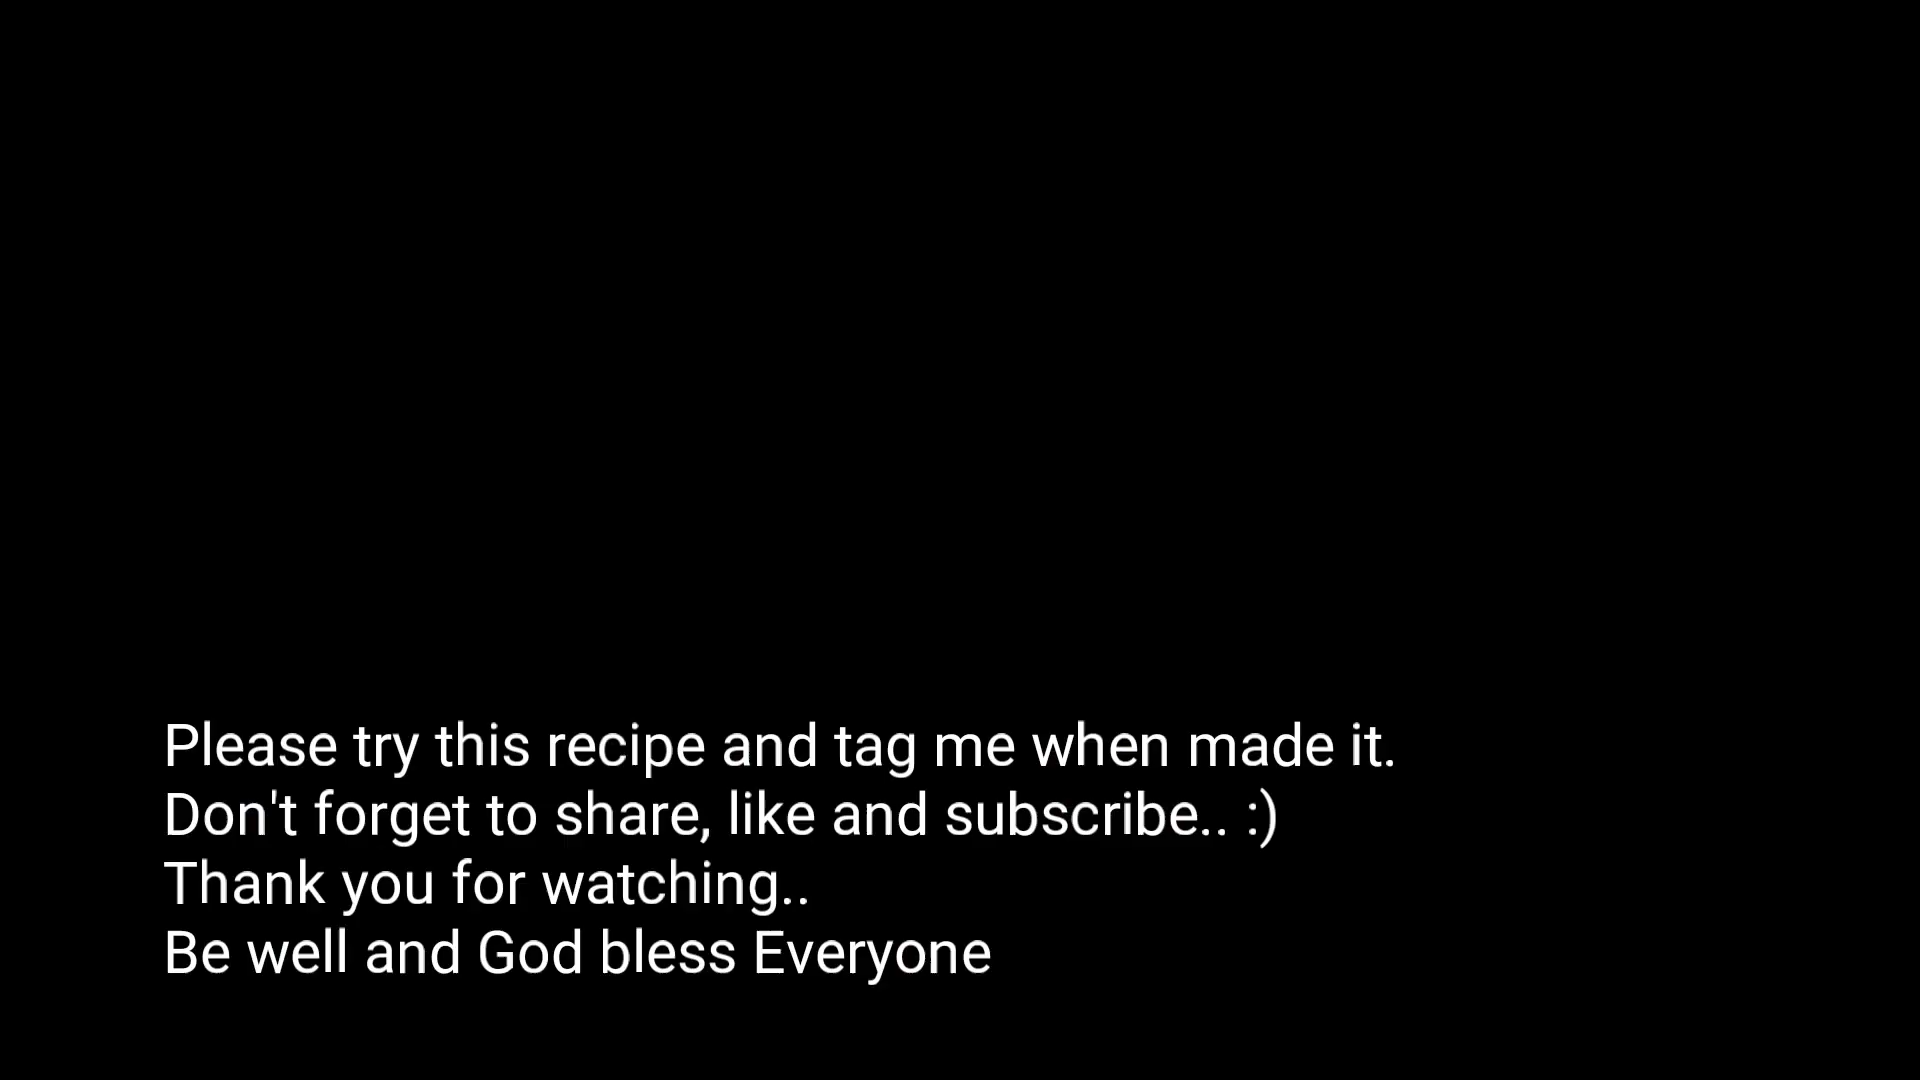 Please try this recipe and tag me when made it.
Don't forget to share, like and subscribe.. :)
Thank you for watching..
Be well and God bless Everyone